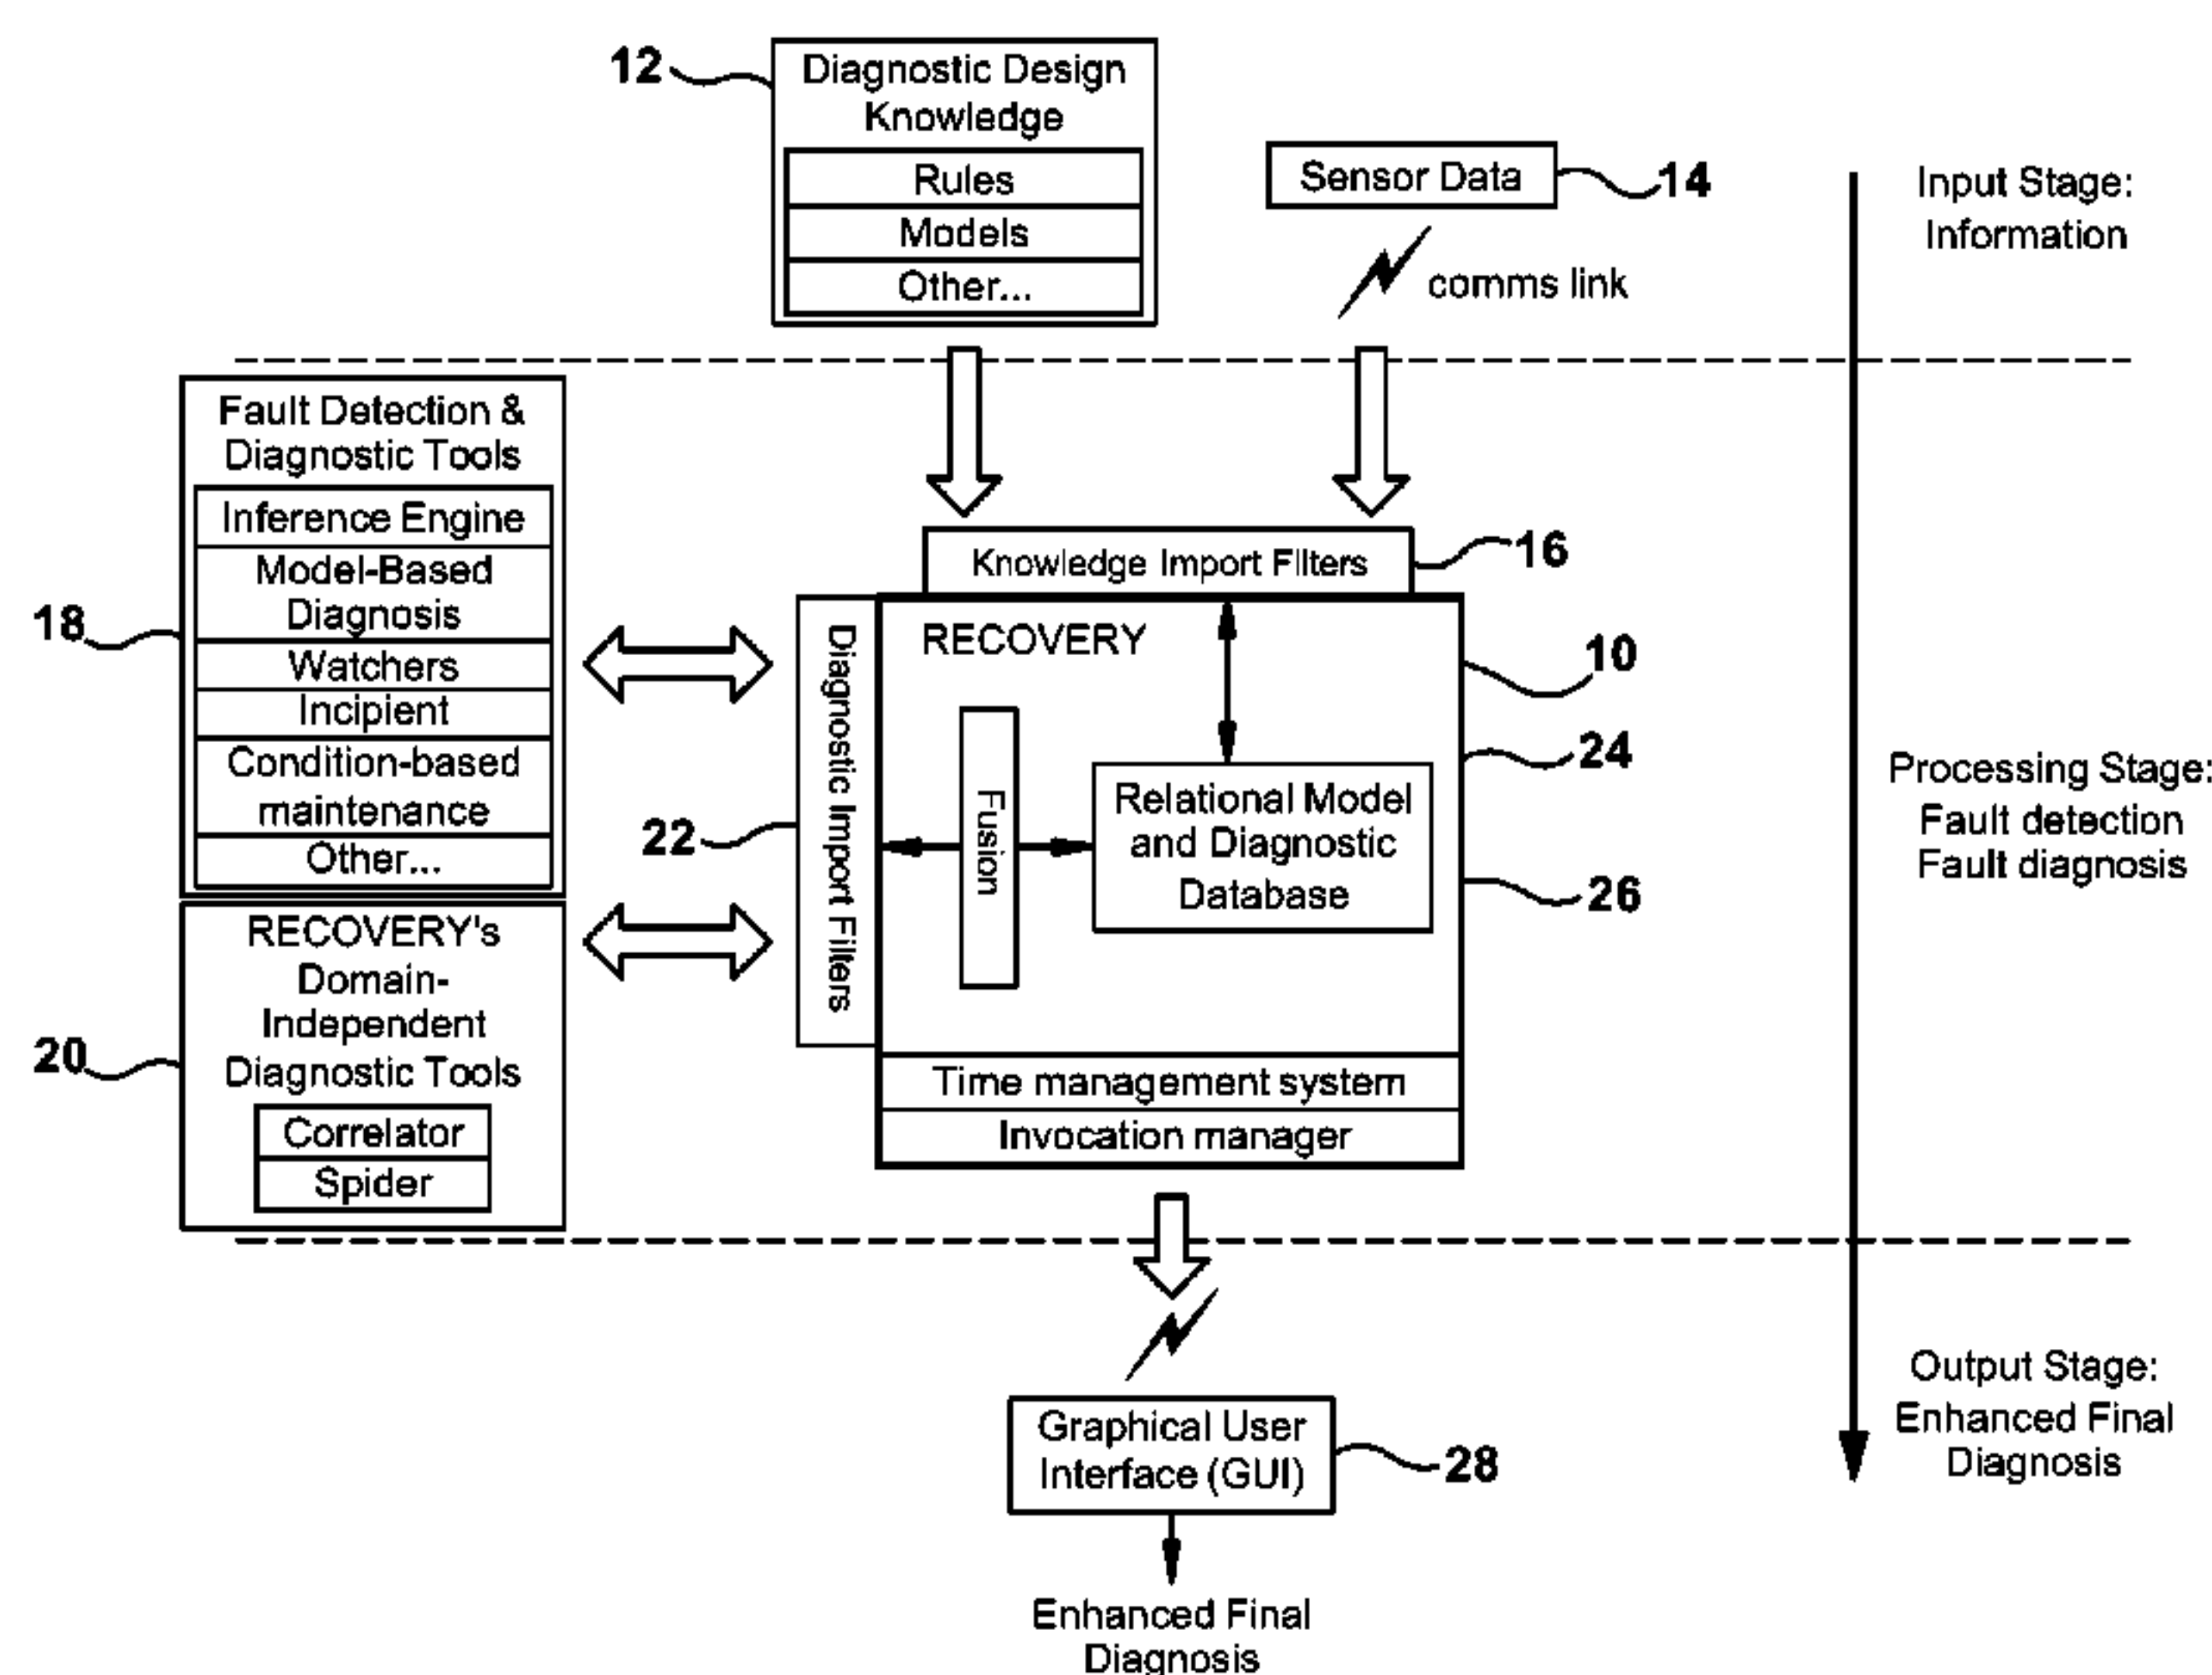 12
Diagnostic Design
Knowledge
Rules
Models
Other...
Sensor Data
14
comms link
Input Stage:
Information
Fault Detection &
Diagnostic Tools
Inference Engine
Model-Based
Diagnosis
Watchers
Incipient
Condition-based
maintenance
Other...
18
RECOVERY's
Domain-
Independent
Diagnostic Tools
Correlator
Spider
20
Knowledge Import Filters
16
Diagnostic Import Filters
22
RECOVERY
10
24
Fusion
Relational Model
and Diagnostic
Database
26
Time management system
Invocation manager
Processing Stage:
Fault detection
Fault diagnosis
Graphical User
Interface (GUI)
28
Enhanced Final
Diagnosis
Output Stage:
Enhanced Final
Diagnosis